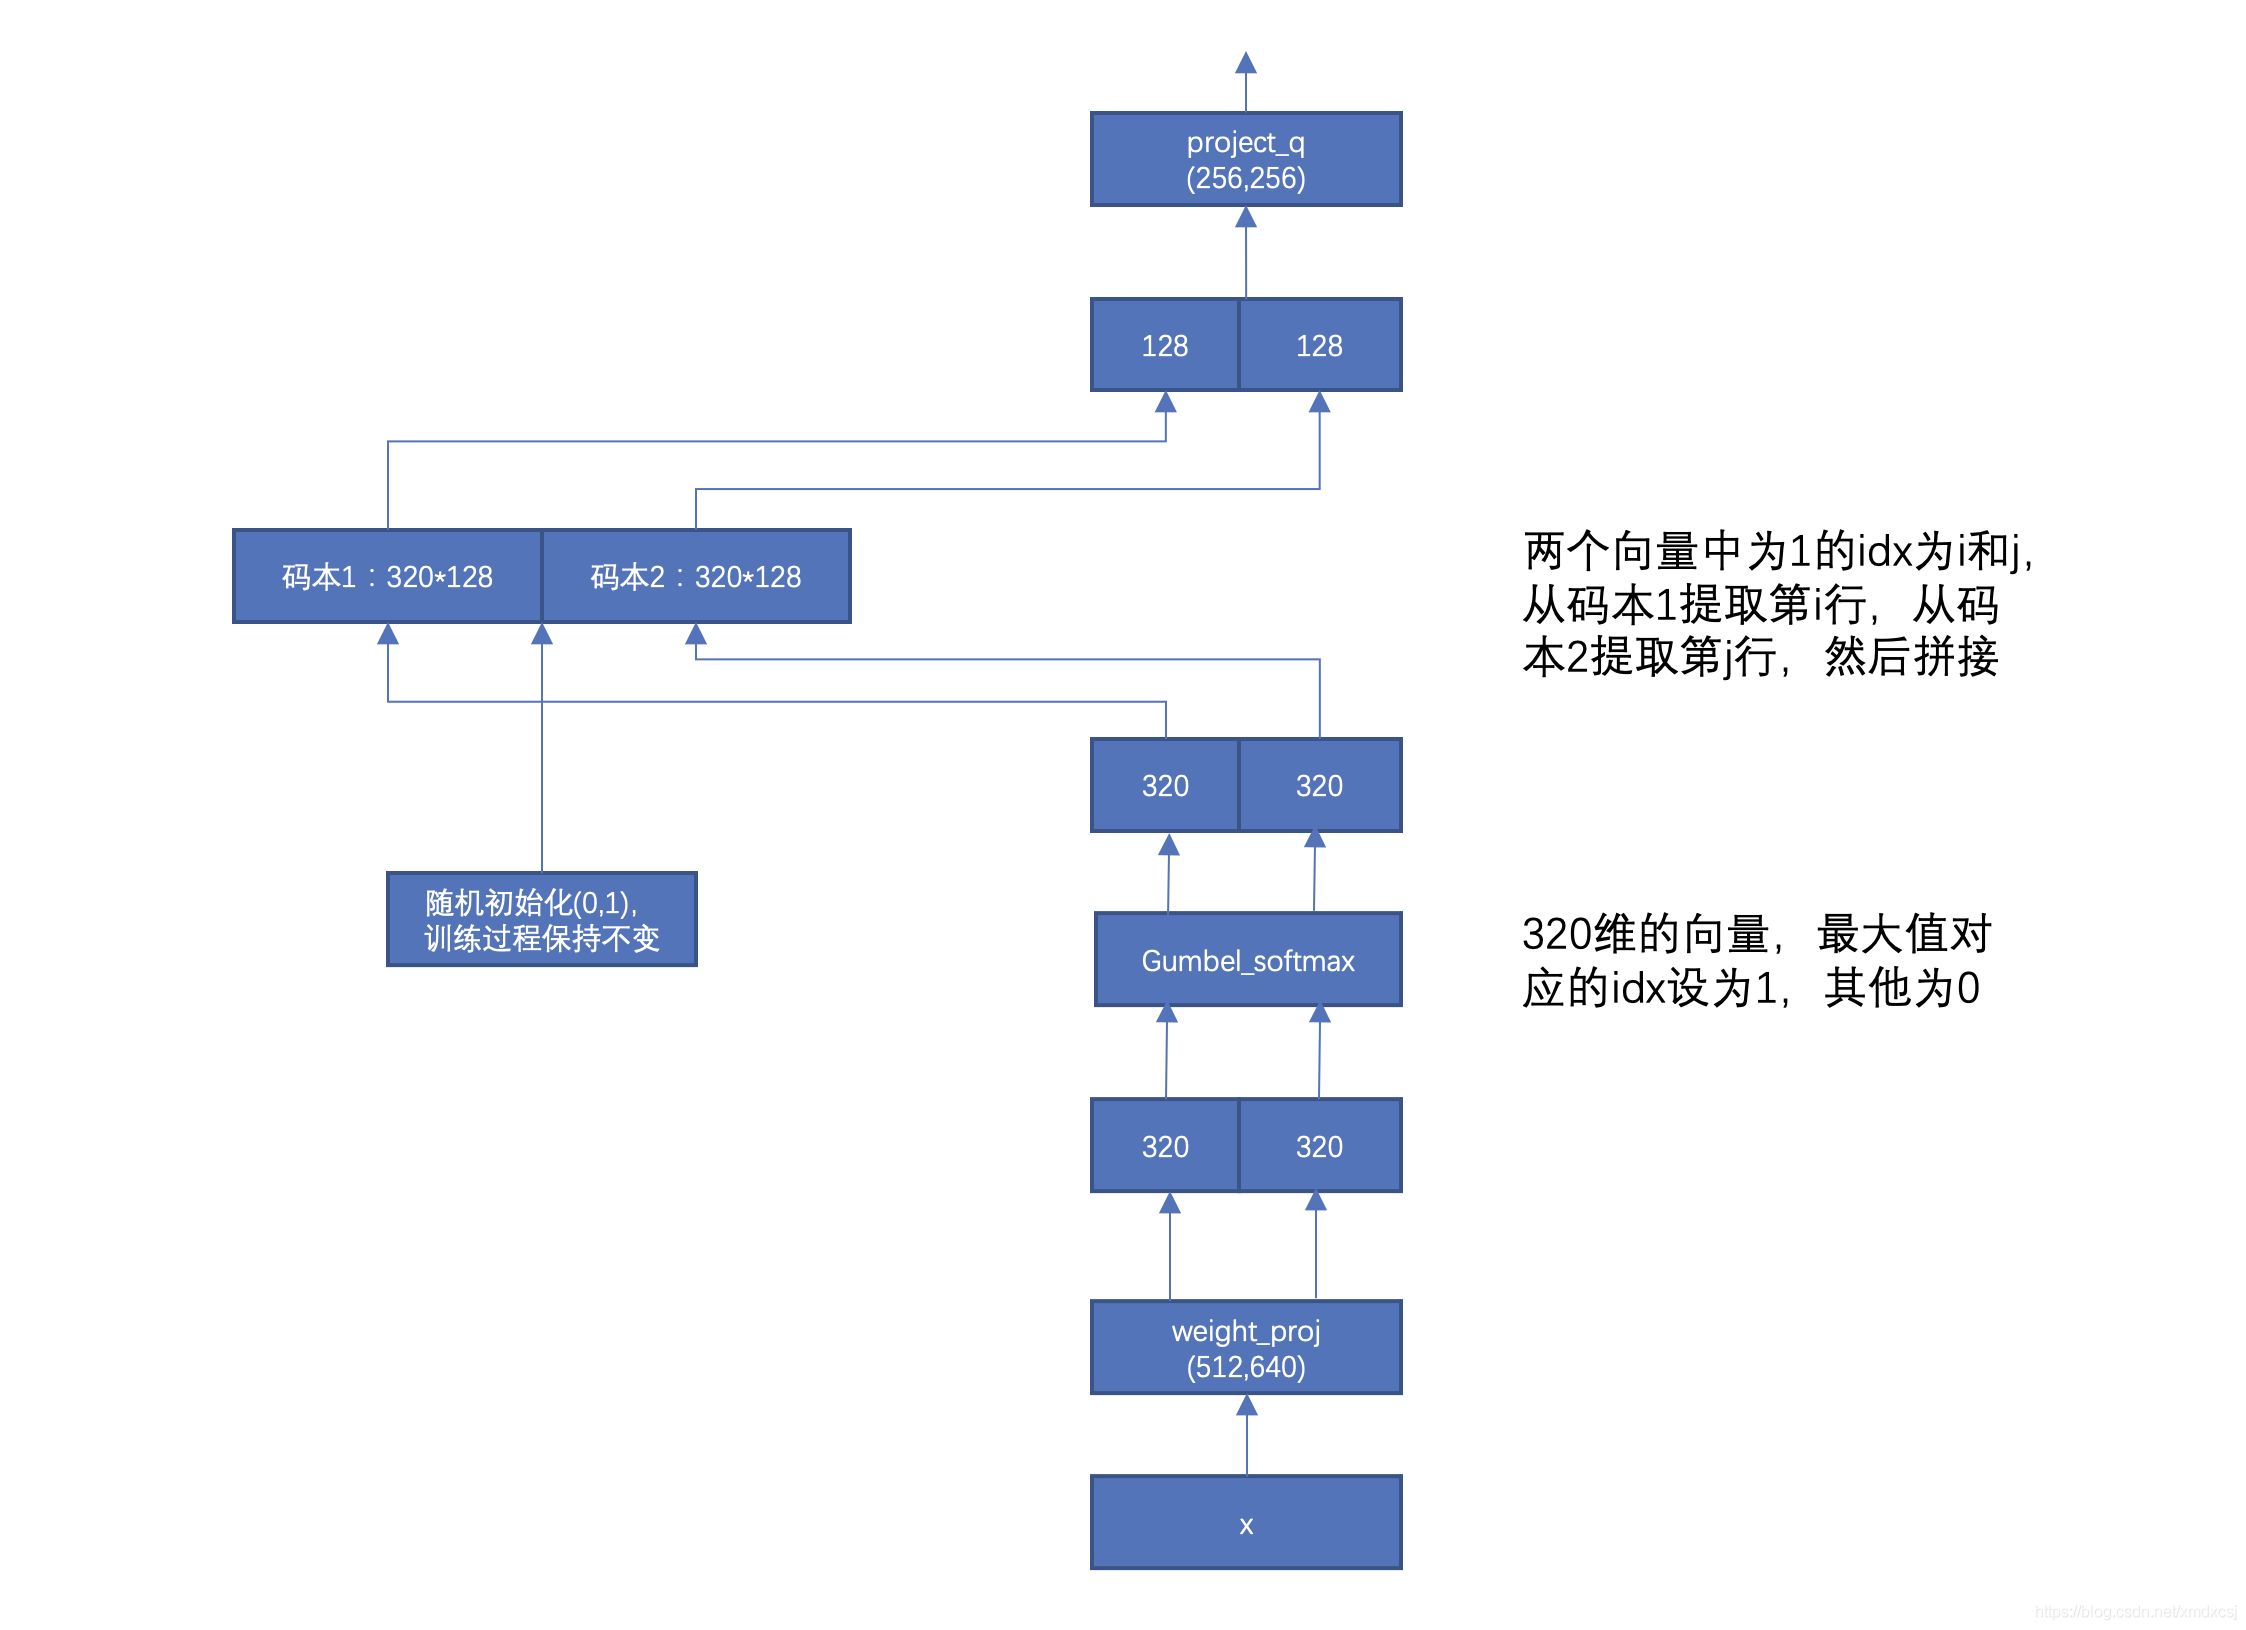 project_q
(256,256)
128
128
码本1：320*128
码本2：320*128
两个向量中为1的idx为i和j,
从码本1提取第i行，从码
本2提取第j行，然后拼接
320
320
随机初始化(0,1),
训练过程保持不变
Gumbel_softmax
320维的向量，最大值对
应的idx设为1，其他为0
320
320
weight_proj
(512,640)
x
https://blog.csdn.net/xmdxcsj